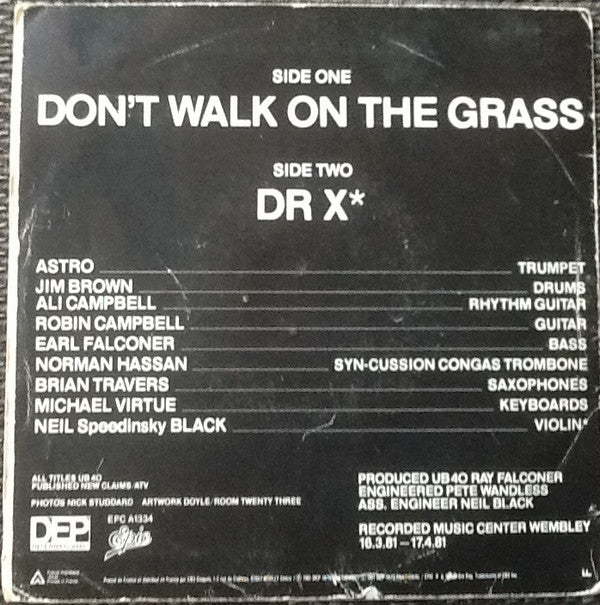 SIDE ONE
DON'T WALK ON THE GRASS
SIDE TWO
DR X*
ASTRO TRUMPET
JIM BROWN DRUMS
ALI CAMPBELL RHYTHM GUITAR
ROBIN CAMPBELL GUITAR
EARL FALCONER BASS
NORMAN HASSAN SYN-CUSSION CONGAS TROMBONE
BRIAN TRAVERS SAXOPHONES
MICHAEL VIRTUE KEYBOARDS
NEIL Speedinsky BLACK VIOLIN*
ALL TITLES UB40
PUBLISHED NEW CLAIMS/ATV
PHOTOS NICK STUDDARD ARTWORK DOYLE/ROOM TWENTY THREE
PRODUCED UB40 RAY FALCONER
ENGINEERED PETE WANDLESS
ASS. ENGINEER NEIL BLACK
RECORDED MUSIC CENTER WEMBLEY
16.3.81–17.4.81
DEP
INTERNATIONAL
EPC A1334
Epic